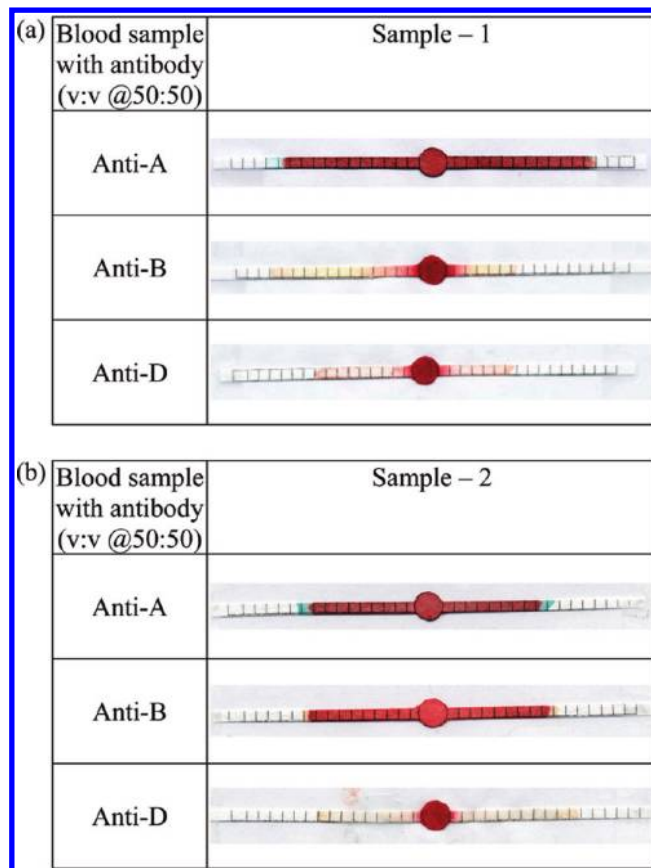 (a) Blood sample
with antibody
(v:v @50:50)
Sample – 1
Anti-A
Anti-B
Anti-D
(b) Blood sample
with antibody
(v:v @50:50)
Sample – 2
Anti-A
Anti-B
Anti-D